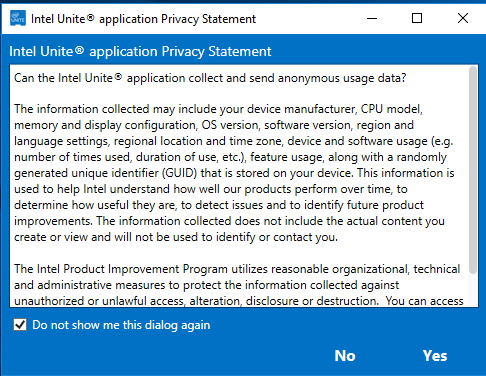 Intel Unite® application Privacy Statement
Intel Unite® application Privacy Statement
Can the Intel Unite® application collect and send anonymous usage data?
The information collected may include your device manufacturer, CPU model,
memory and display configuration, OS version, software version, region and
language settings, regional location and time zone, device and software usage (e.g.
number of times used, duration of use, etc.), feature usage, along with a randomly
generated unique identifier (GUID) that is stored on your device. This information is
used to help Intel understand how well our products perform over time, to
determine how useful they are, to detect issues and to identify future product
improvements. The information collected does not include the actual content you
create or view and will not be used to identify or contact you.
The Intel Product Improvement Program utilizes reasonable organizational, technical
and administrative measures to protect the information collected against
unauthorized or unlawful access, alteration, disclosure or destruction. You can access
Do not show me this dialog again
No Yes